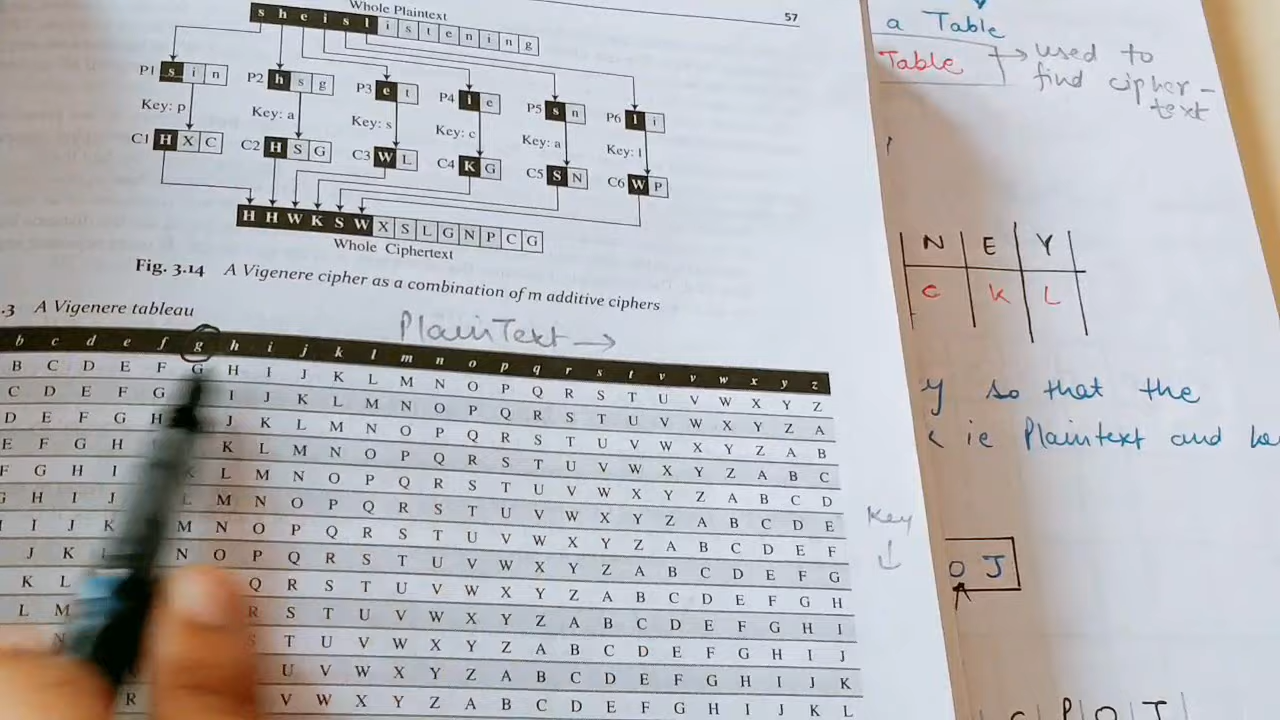 Whole Plaintext
57
s h e i s l i s t e n i n g
P1 s i n
P2 h s g
P3 e t
P4 i e
P5 s n
P6 l i
Key: p
Key: a
Key: s
Key: c
Key: a
Key: l
C1 H X C
C2 H S G
C3 W L
C4 K G
C5 S N
C6 W P
H H W K S W X S L G N P C G
Whole Ciphertext
Fig. 3.14 A Vigenere cipher as a combination of m additive ciphers
.3 A Vigenere tableau
PlainText →
b c d e f g h i j k l m n o p q r s t v v w x y z
B C D E F G H I J K L M N O P Q R S T U V W X Y Z
C D E F G I J K L M N O P Q R S T U V W X Y Z A
D E F G H J K L M N O P Q R S T U V W X Y Z A B
E F G H K L M N O P Q R S T U V W X Y Z A B C
F G H I L M N O P Q R S T U V W X Y Z A B C D
G H I J M N O P Q R S T U V W X Y Z A B C D E
I J K M N O P Q R S T U V W X Y Z A B C D E F
J K N O P Q R S T U V W X Y Z A B C D E F G
K L Q R S T U V W X Y Z A B C D E F G H
L M R S T U V W X Y Z A B C D E F G H I
N S T U V W X Y Z A B C D E F G H I J
U V W X Y Z A B C D E F G H I J K
R V W X Y Z A B C D E F G H I J K L
Key
↓
a Table
Table → used to
find cipher-
text
N E Y
C K L
y so that the
ie Plaintext and
O J
C P O T